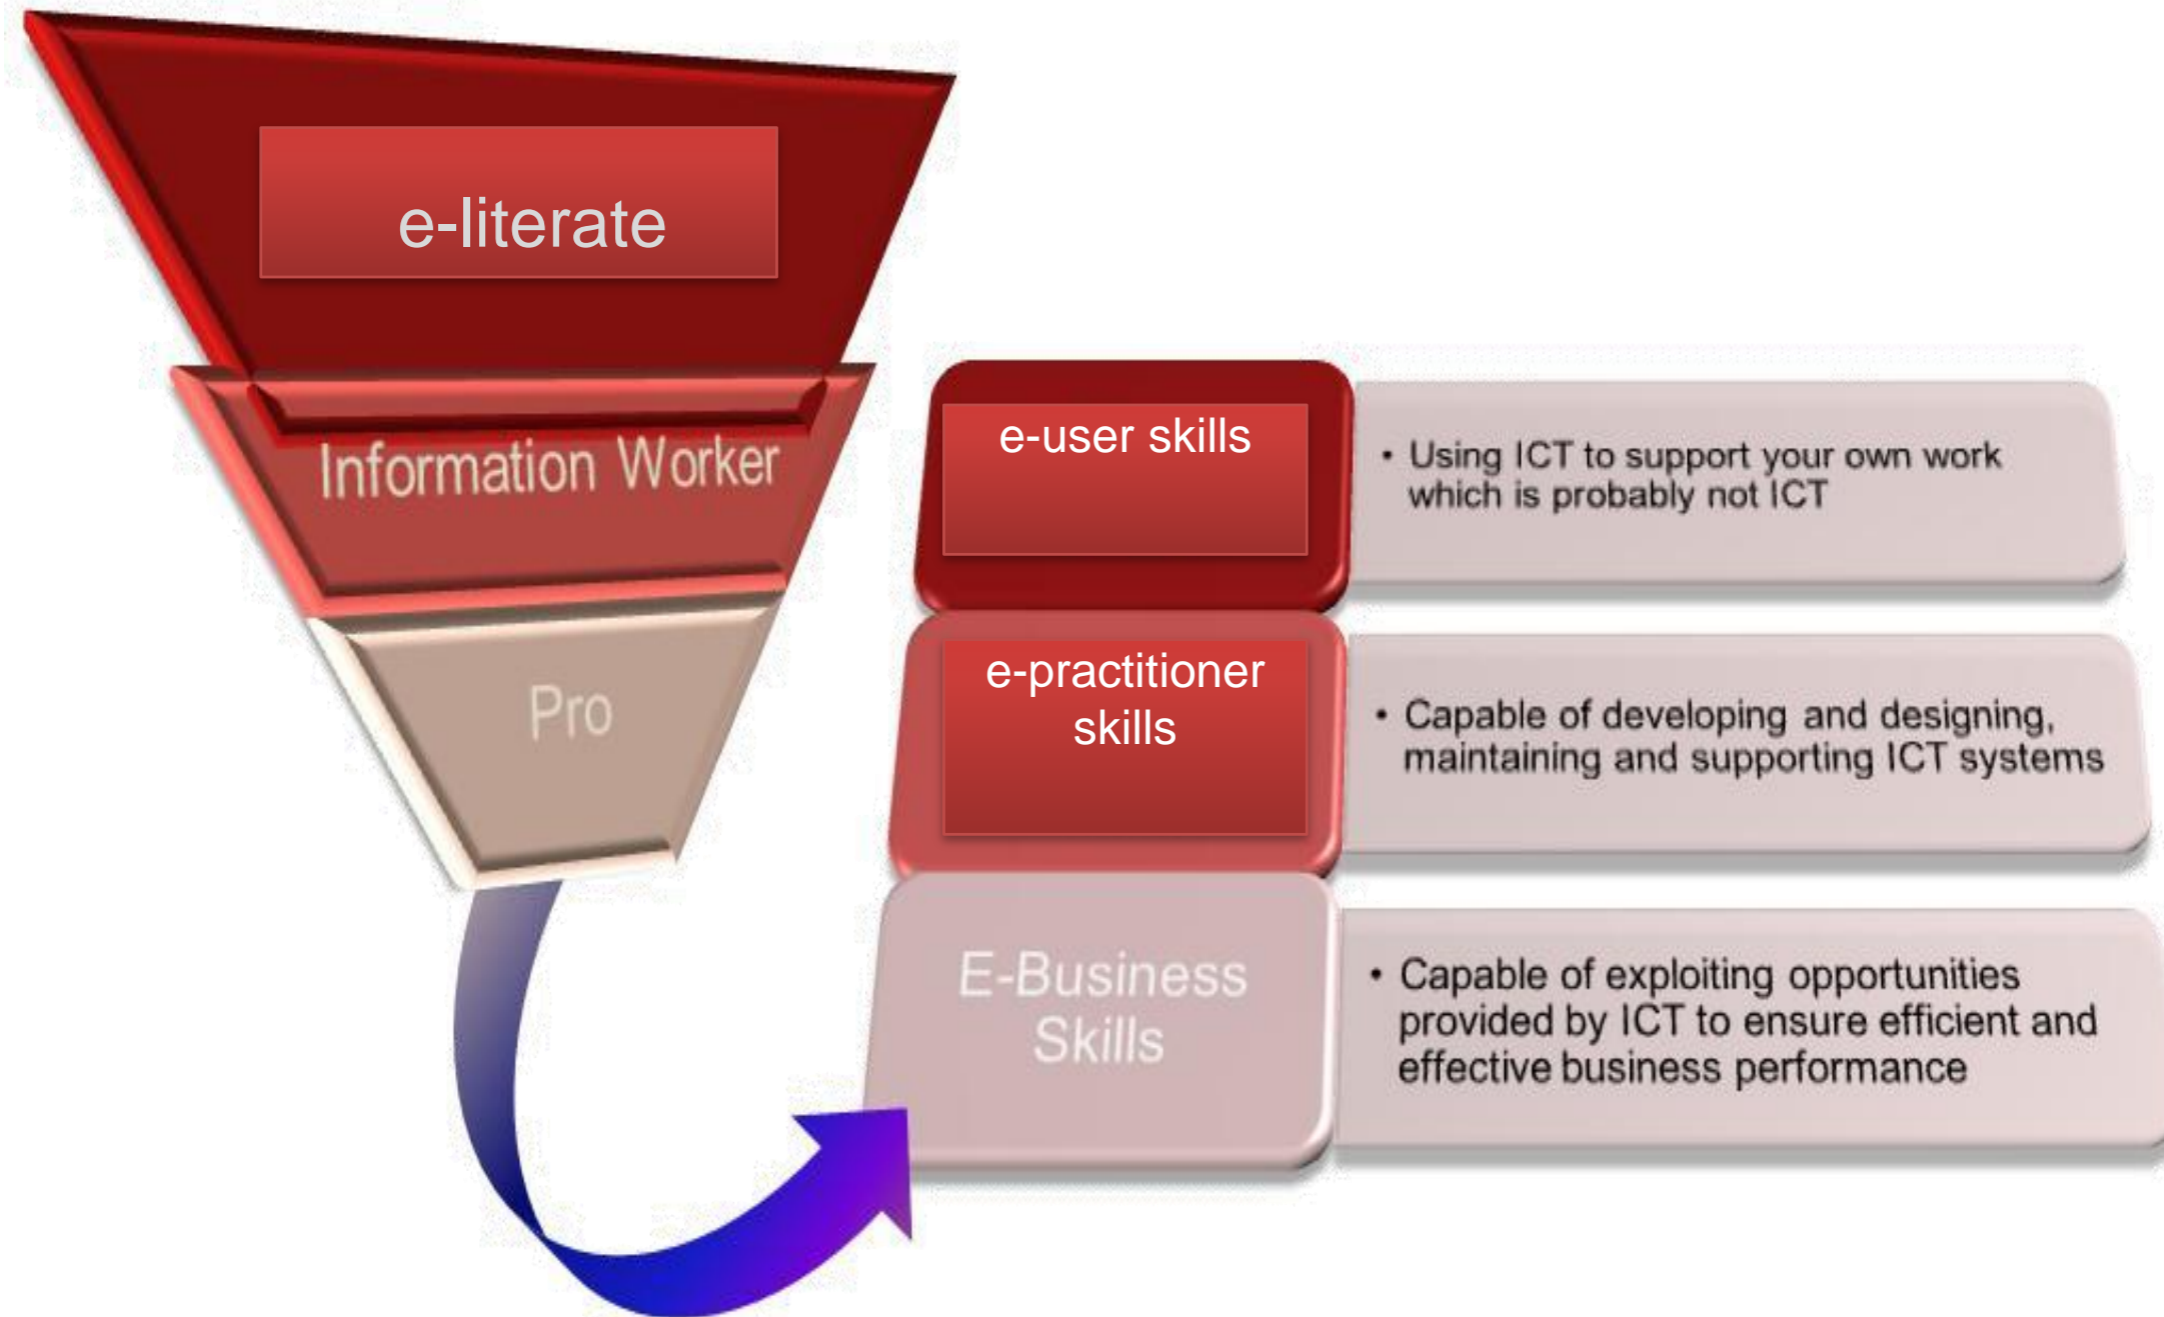 e-literate
Information Worker
Pro
e-user skills
• Using ICT to support your own work
which is probably not ICT
e-practitioner
skills
• Capable of developing and designing,
maintaining and supporting ICT systems
E-Business
Skills
• Capable of exploiting opportunities
provided by ICT to ensure efficient and
effective business performance